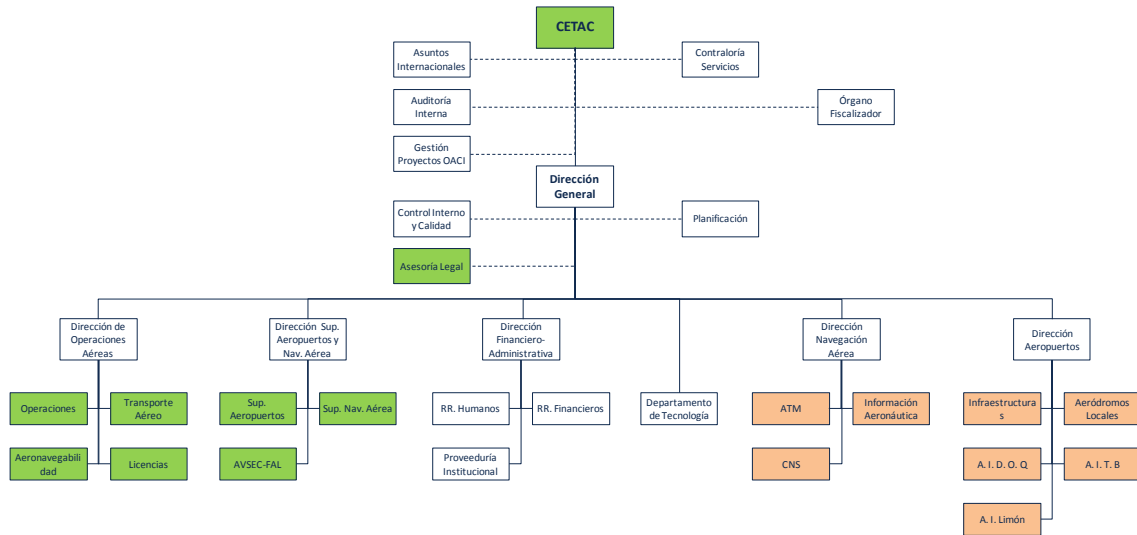 CETAC
Asuntos
Internacionales
Contraloría
Servicios
Auditoría
Interna
Órgano
Fiscalizador
Gestión
Proyectos OACI
Dirección
General
Control Interno
y Calidad
Planificación
Asesoría Legal
Dirección de
Operaciones
Aéreas
Dirección Sup.
Aeropuertos y
Nav. Aérea
Dirección
Financiero-
Administrativa
Dirección
Navegación
Aérea
Dirección
Aeropuertos
Operaciones
Transporte
Aéreo
Sup.
Aeropuertos
Sup. Nav. Aérea
RR. Humanos
RR. Financieros
Departamento
de Tecnología
ATM
Información
Aeronáutica
Infraestructura
s
Aeródromos
Locales
Aeronavegabili
dad
Licencias
AVSEC-FAL
Proveeduría
Institucional
CNS
A. I. D. O. Q
A. I. T. B
A. I. Limón